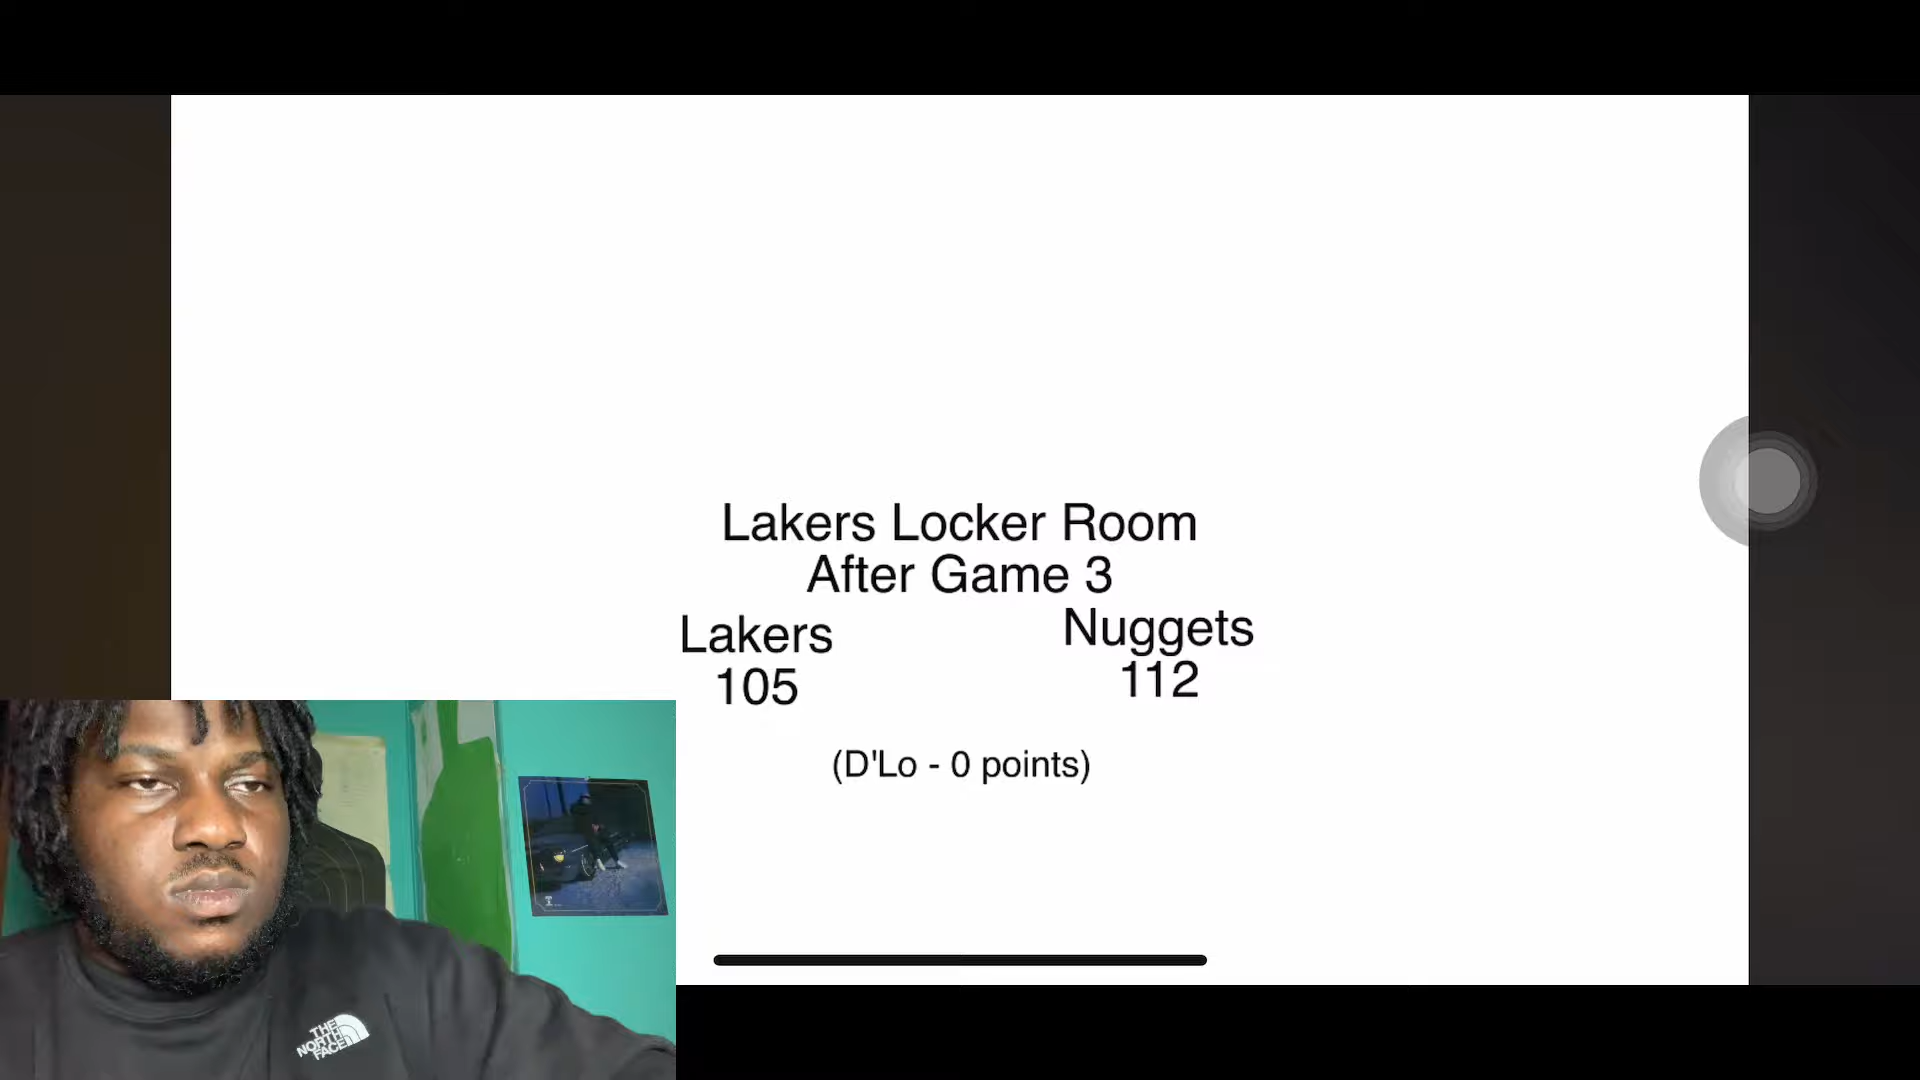 Lakers Locker Room
After Game 3
Lakers
105
Nuggets
112
(D'Lo - 0 points)
THE
NORTH
FACE